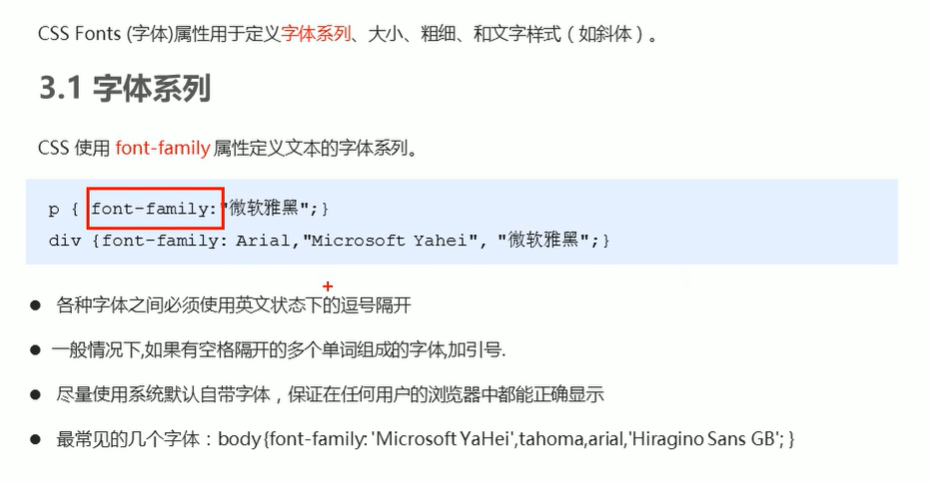 CSS Fonts (字体)属性用于定义字体系列、大小、粗细、和文字样式（如斜体）。
3.1 字体系列
CSS 使用 font-family 属性定义文本的字体系列。
p { font-family:"微软雅黑";}
div {font-family: Arial,"Microsoft Yahei", "微软雅黑";}
● 各种字体之间必须使用英文状态下的逗号隔开
● 一般情况下,如果有空格隔开的多个单词组成的字体,加引号.
● 尽量使用系统默认自带字体，保证在任何用户的浏览器中都能正确显示
● 最常见的几个字体：body{font-family: 'Microsoft YaHei',tahoma,arial,'Hiragino Sans GB'; }